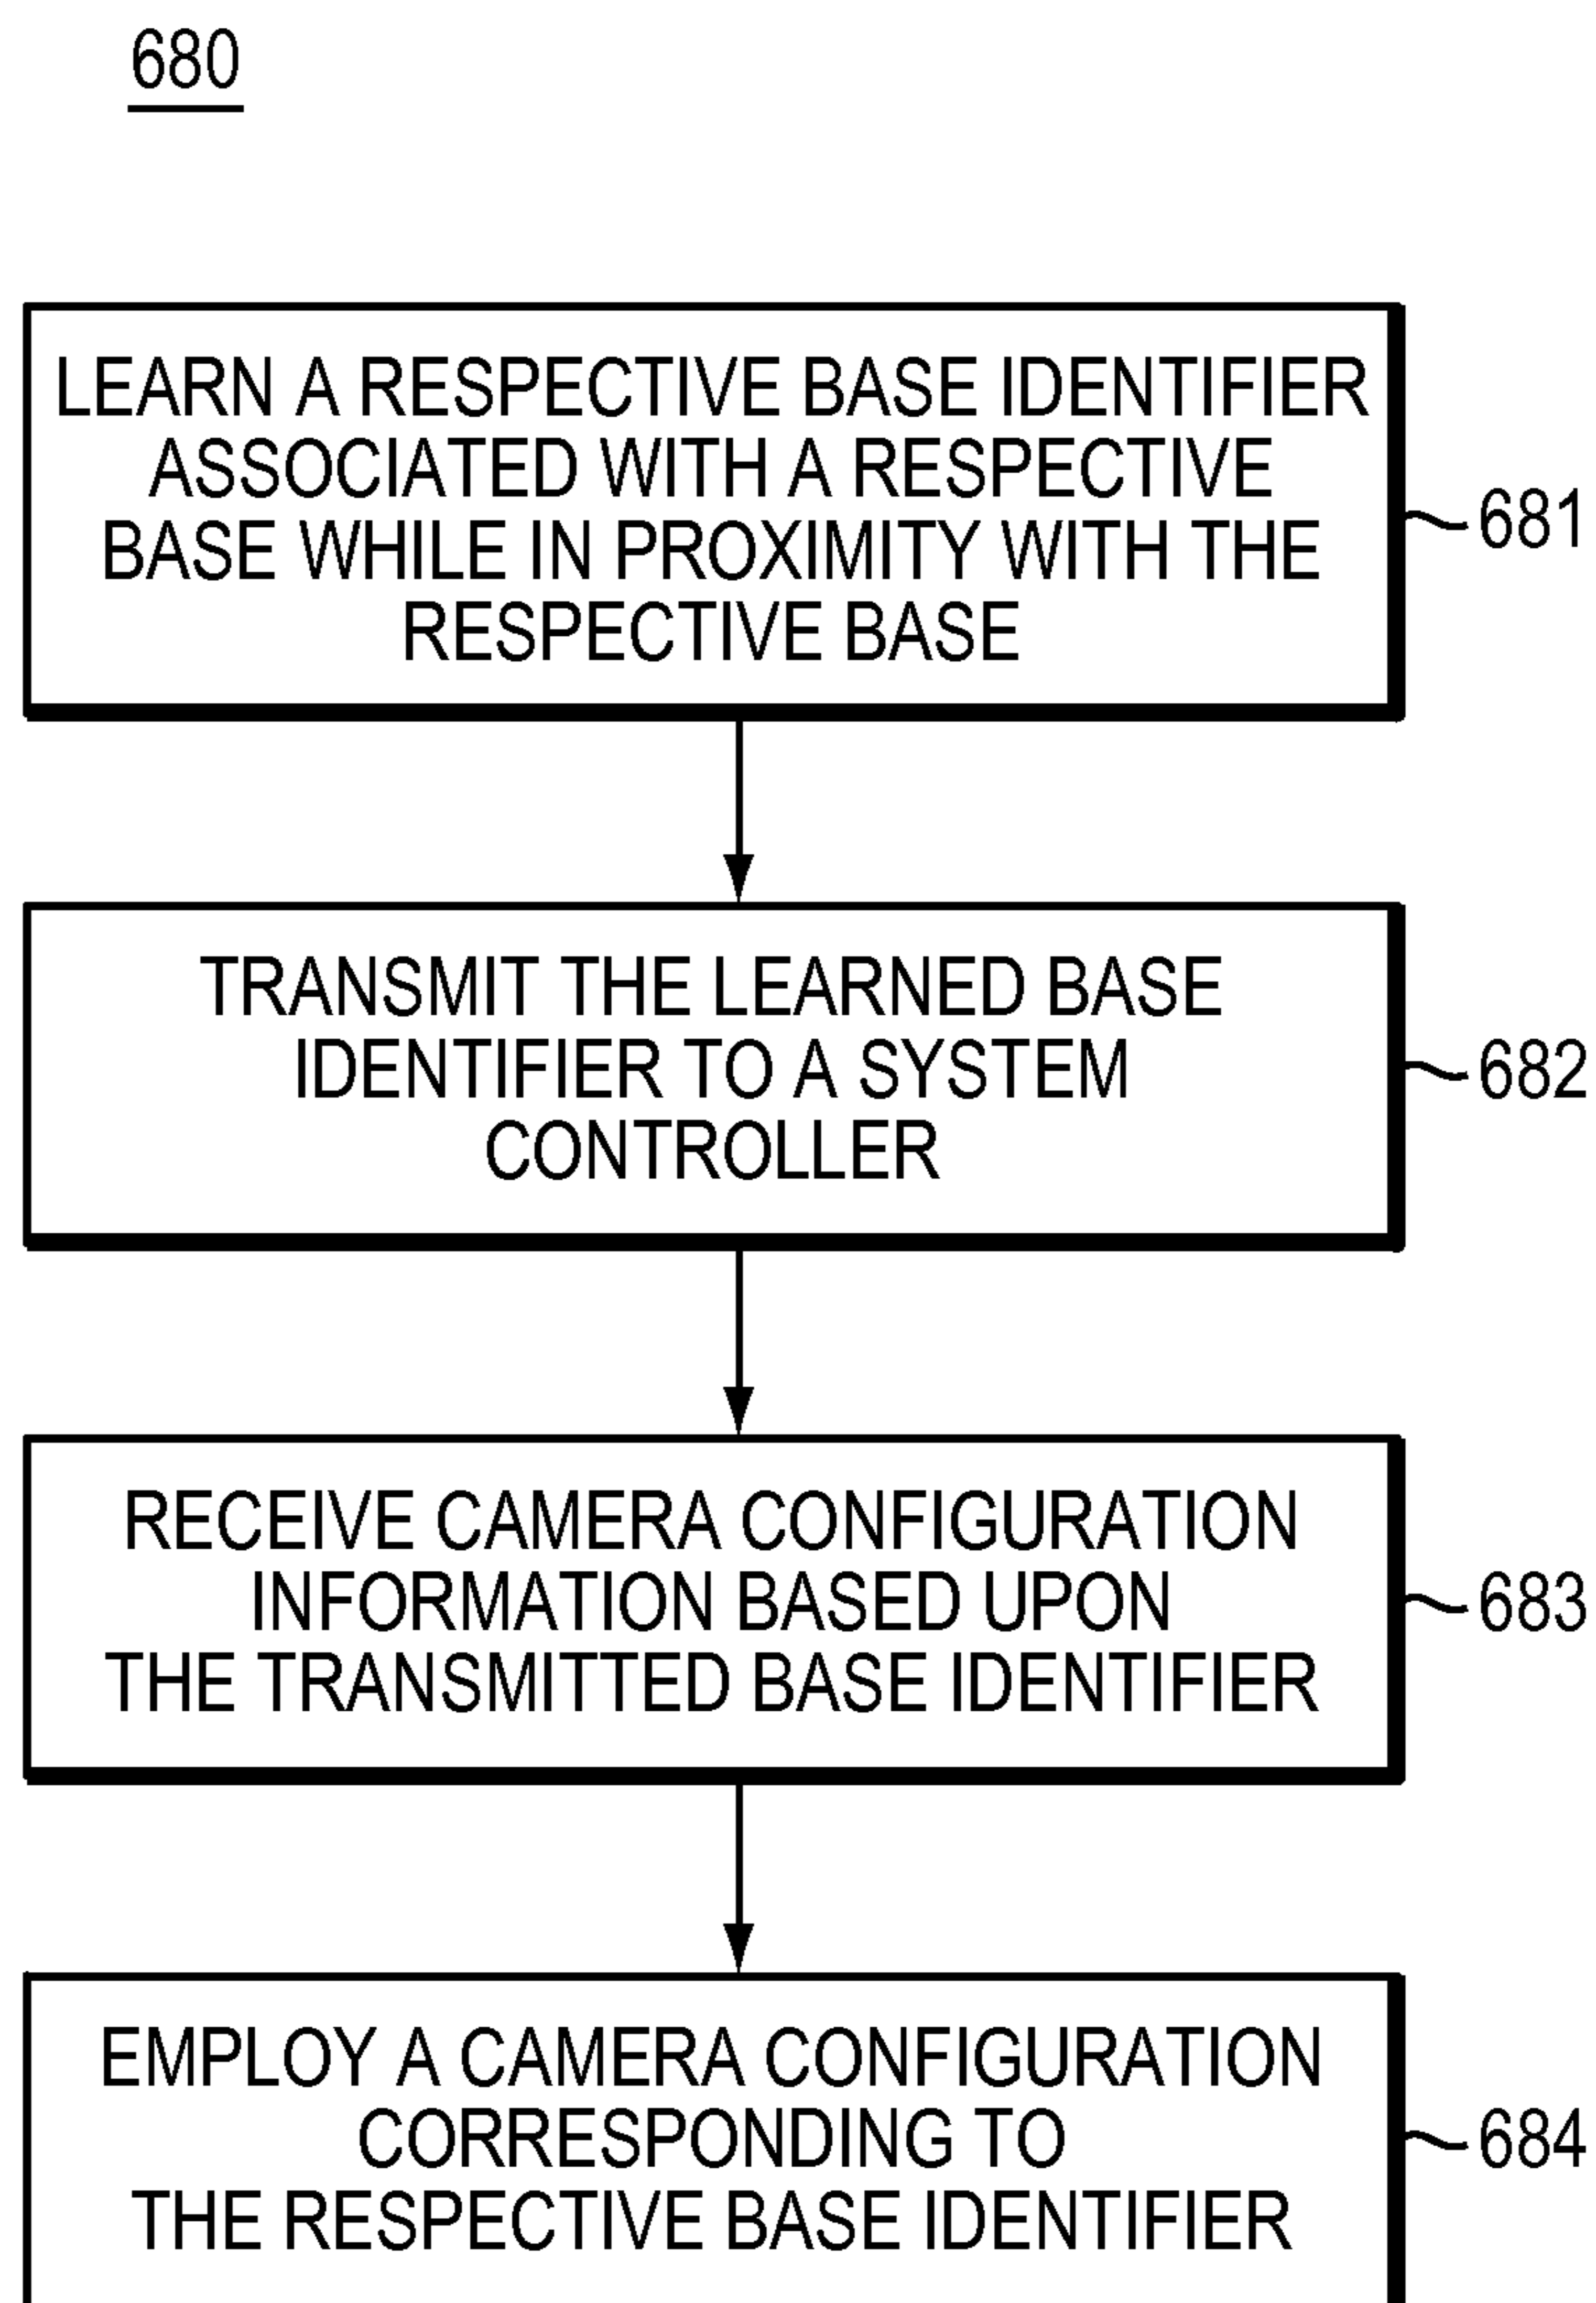 680
LEARN A RESPECTIVE BASE IDENTIFIER
ASSOCIATED WITH A RESPECTIVE
BASE WHILE IN PROXIMITY WITH THE
RESPECTIVE BASE
681
TRANSMIT THE LEARNED BASE
IDENTIFIER TO A SYSTEM
CONTROLLER
682
RECEIVE CAMERA CONFIGURATION
INFORMATION BASED UPON
THE TRANSMITTED BASE IDENTIFIER
683
EMPLOY A CAMERA CONFIGURATION
CORRESPONDING TO
THE RESPECTIVE BASE IDENTIFIER
684